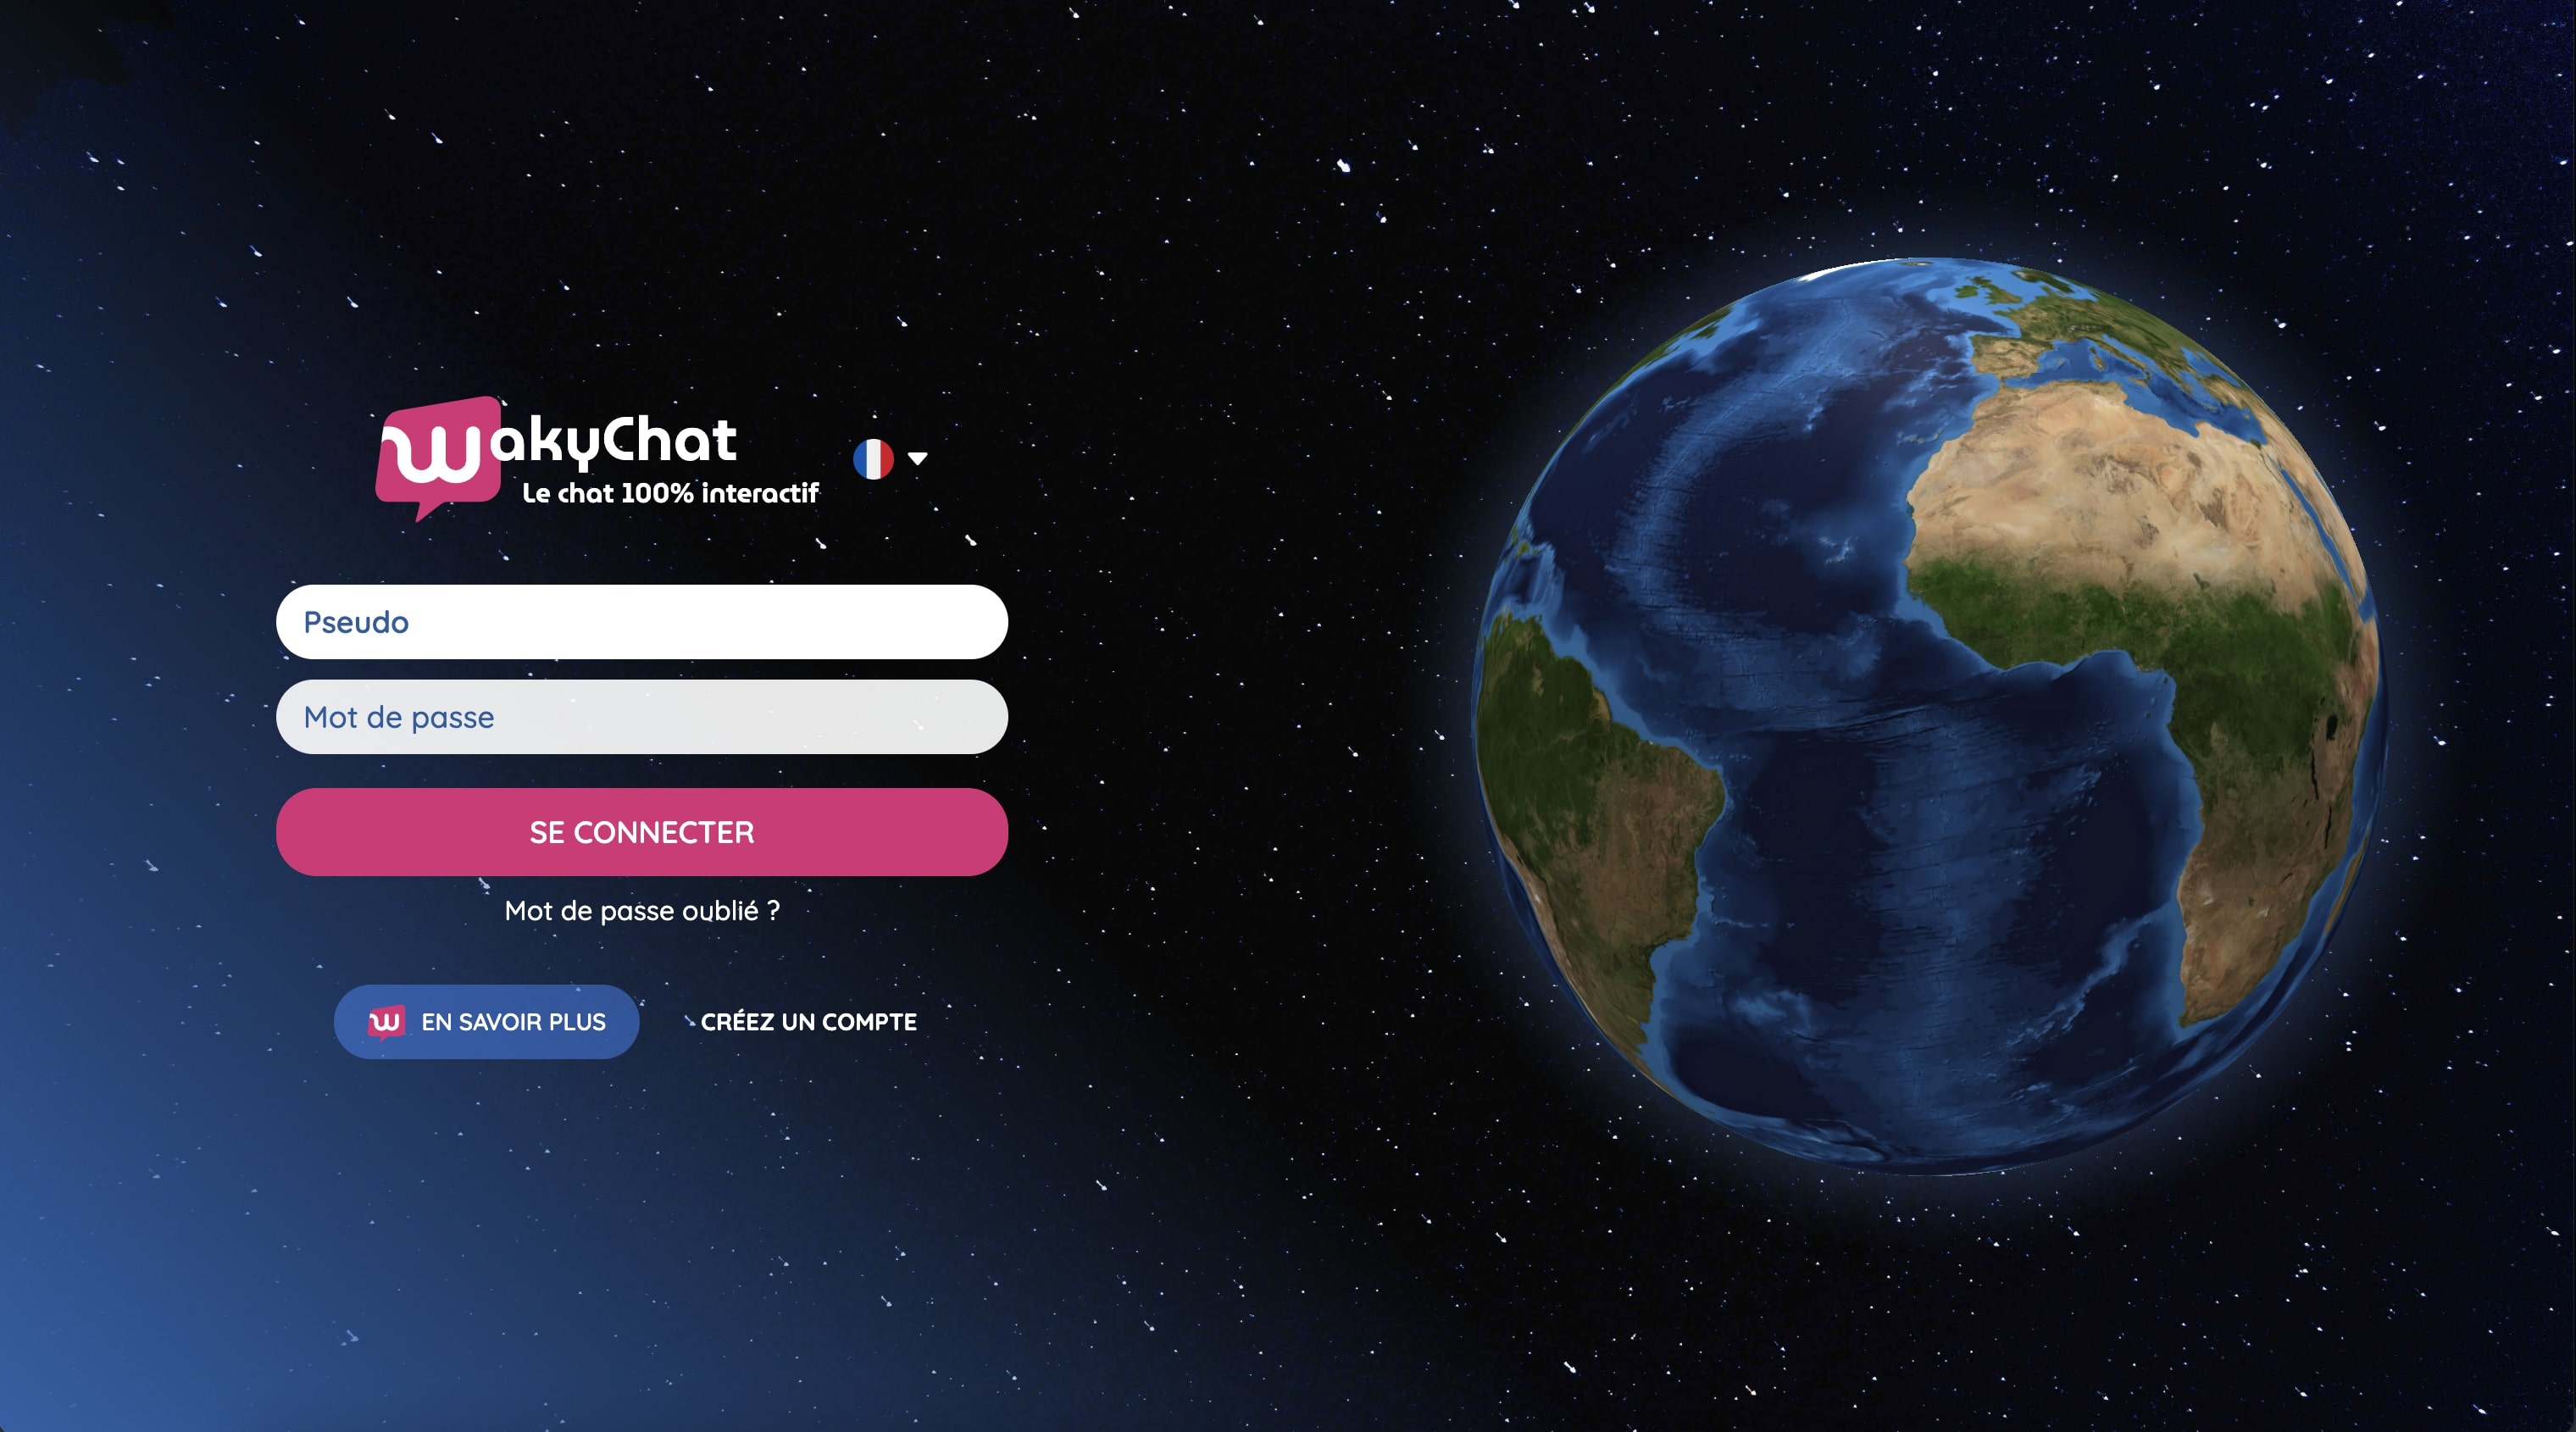 WakyChat
Le chat 100% interactif
Pseudo
Mot de passe
SE CONNECTER
Mot de passe oublié ?
EN SAVOIR PLUS
CRÉEZ UN COMPTE